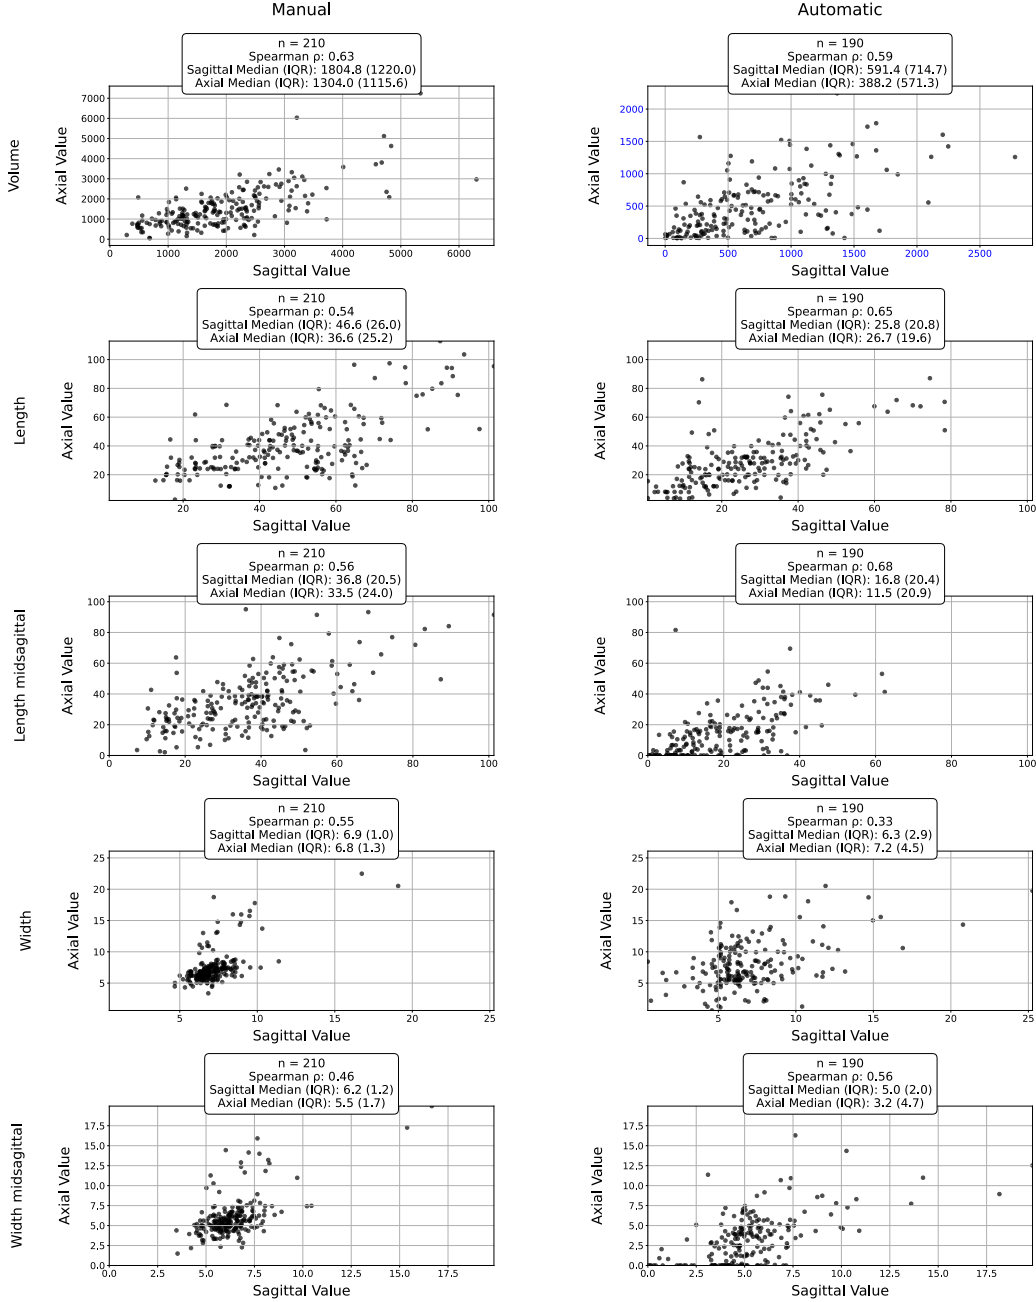 Manual
Automatic
n = 210
Spearman ρ: 0.63
Sagittal Median (IQR): 1804.8 (1220.0)
Axial Median (IQR): 1304.0 (1115.6)
Volume
Axial Value
7000
6000
5000
4000
3000
2000
1000
0
0
1000
2000
3000
4000
5000
6000
Sagittal Value
n = 190
Spearman ρ: 0.59
Sagittal Median (IQR): 591.4 (714.7)
Axial Median (IQR): 388.2 (571.3)
Axial Value
2000
1500
1000
500
0
0
500
1000
1500
2000
2500
Sagittal Value
n = 210
Spearman ρ: 0.54
Sagittal Median (IQR): 46.6 (26.0)
Axial Median (IQR): 36.6 (25.2)
Length
Axial Value
100
80
60
40
20
20
40
60
80
100
Sagittal Value
n = 190
Spearman ρ: 0.65
Sagittal Median (IQR): 25.8 (20.8)
Axial Median (IQR): 26.7 (19.6)
Axial Value
100
80
60
40
20
20
40
60
80
100
Sagittal Value
n = 210
Spearman ρ: 0.56
Sagittal Median (IQR): 36.8 (20.5)
Axial Median (IQR): 33.5 (24.0)
Length midsagittal
Axial Value
100
80
60
40
20
0
0
20
40
60
80
100
Sagittal Value
n = 190
Spearman ρ: 0.68
Sagittal Median (IQR): 16.8 (20.4)
Axial Median (IQR): 11.5 (20.9)
Axial Value
100
80
60
40
20
0
0
20
40
60
80
100
Sagittal Value
n = 210
Spearman ρ: 0.55
Sagittal Median (IQR): 6.9 (1.0)
Axial Median (IQR): 6.8 (1.3)
Width
Axial Value
25
20
15
10
5
5
10
15
20
25
Sagittal Value
n = 190
Spearman ρ: 0.33
Sagittal Median (IQR): 6.3 (2.9)
Axial Median (IQR): 7.2 (4.5)
Axial Value
25
20
15
10
5
5
10
15
20
25
Sagittal Value
n = 210
Spearman ρ: 0.46
Sagittal Median (IQR): 6.2 (1.2)
Axial Median (IQR): 5.5 (1.7)
Width midsagittal
Axial Value
17.5
15.0
12.5
10.0
7.5
5.0
2.5
0.0
0.0
2.5
5.0
7.5
10.0
12.5
15.0
17.5
Sagittal Value
n = 190
Spearman ρ: 0.56
Sagittal Median (IQR): 5.0 (2.0)
Axial Median (IQR): 3.2 (4.7)
Axial Value
17.5
15.0
12.5
10.0
7.5
5.0
2.5
0.0
0.0
2.5
5.0
7.5
10.0
12.5
15.0
17.5
Sagittal Value